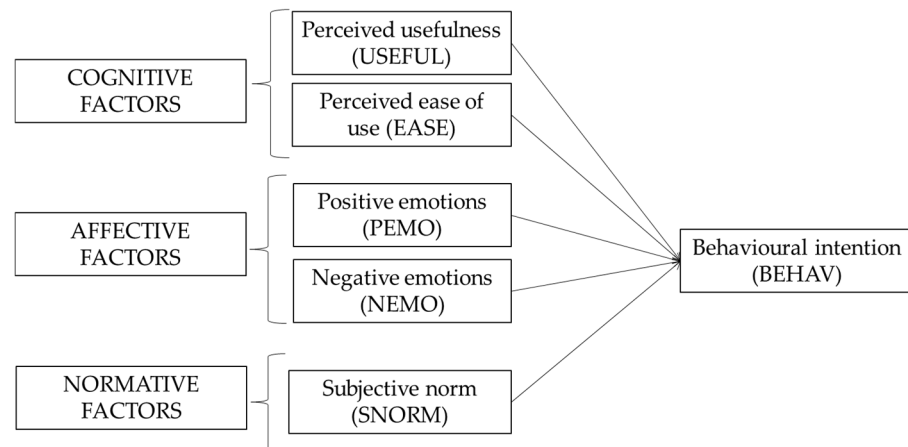 COGNITIVE
FACTORS
Perceived usefulness
(USEFUL)
Perceived ease of
use (EASE)
AFFECTIVE
FACTORS
Positive emotions
(PEMO)
Negative emotions
(NEMO)
NORMATIVE
FACTORS
Subjective norm
(SNORM)
Behavioural intention
(BEHAV)